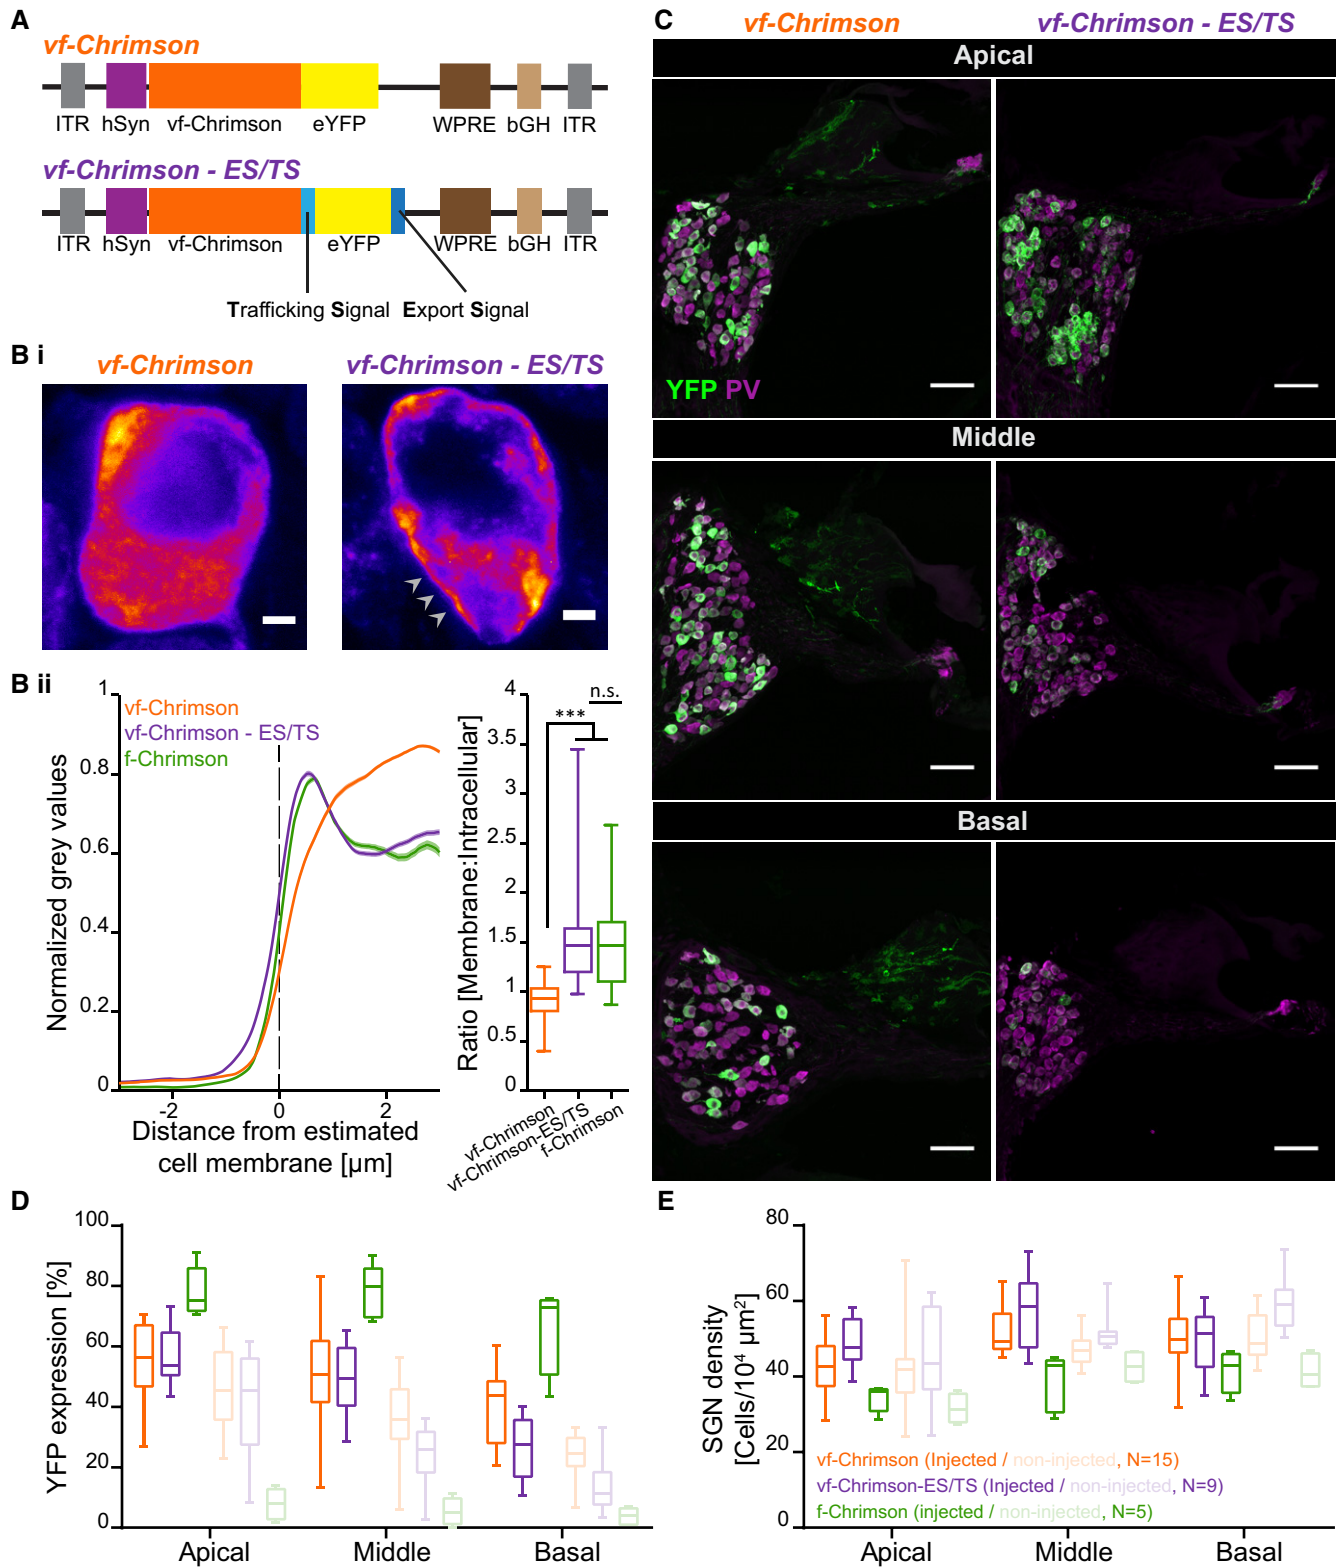 A
vf-Chrimson
ITR hSyn vf-Chrimson eYFP WPRE bGH ITR
vf-Chrimson - ES/TS
ITR hSyn vf-Chrimson eYFP WPRE bGH ITR
Trafficking Signal Export Signal
B i
vf-Chrimson vf-Chrimson - ES/TS
B ii
vf-Chrimson
vf-Chrimson - ES/TS
f-Chrimson
Normalized grey values
1
0.8
0.6
0.4
0.2
0
-2 0 2
Distance from estimated
cell membrane [µm]
Ratio [Membrane:Intracellular]
4
3.5
3
2.5
2
1.5
1
0.5
0
n.s.
***
vf-Chrimson
vf-Chrimson-ES/TS
f-Chrimson
C
vf-Chrimson vf-Chrimson - ES/TS
Apical
YFP PV
Middle
Basal
D
YFP expression [%]
100
80
60
40
20
0
Apical Middle Basal
E
SGN density
[Cells/10⁴ µm²]
80
60
40
20
0
vf-Chrimson (Injected / non-injected, N=15)
vf-Chrimson-ES/TS (Injected / non-injected, N=9)
f-Chrimson (injected / non-injected, N=5)
Apical Middle Basal